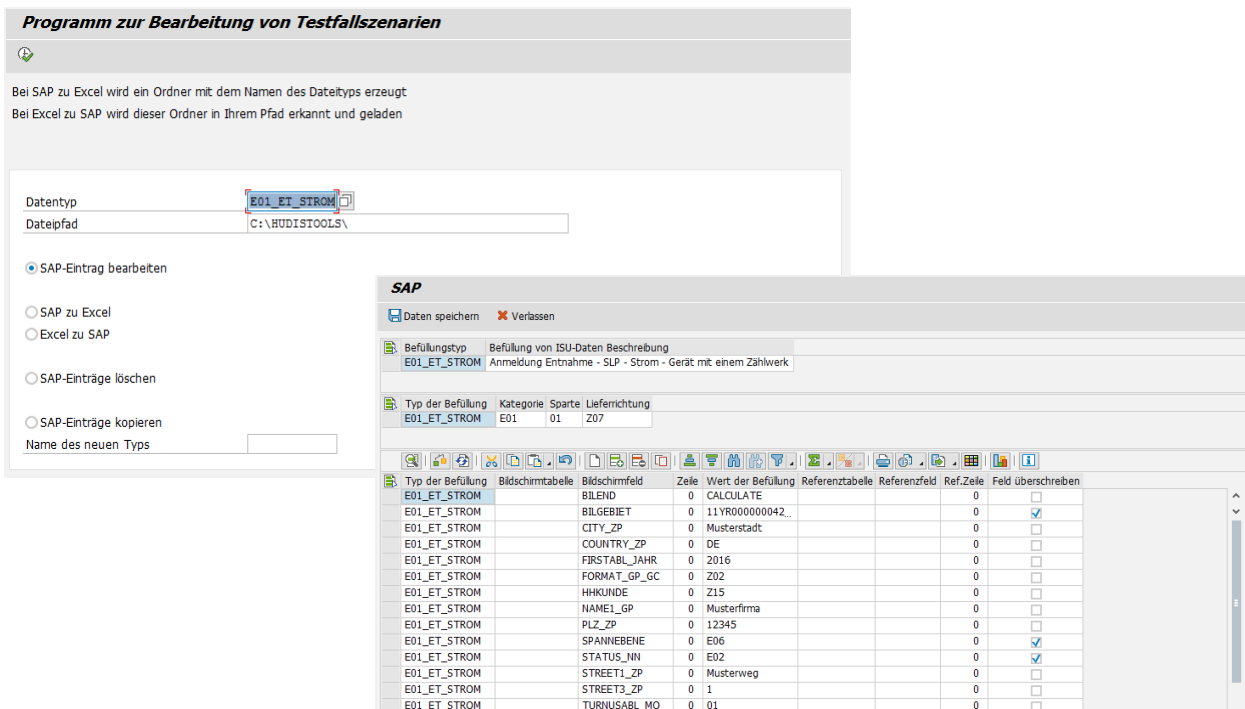 Programm zur Bearbeitung von Testfallszenarien
Bei SAP zu Excel wird ein Ordner mit dem Namen des Dateityps erzeugt
Bei Excel zu SAP wird dieser Ordner in Ihrem Pfad erkannt und geladen
Datentyp E01_ET_STROM
Dateipfad C:\HUDISTOOLS\
SAP-Eintrag bearbeiten
SAP zu Excel
Excel zu SAP
SAP-Einträge löschen
SAP-Einträge kopieren
Name des neuen Typs
SAP
Daten speichern Verlassen
Befüllungstyp Befüllung von ISU-Daten Beschreibung
E01_ET_STROM Anmeldung Entnahme - SLP - Strom - Gerät mit einem Zählwerk
Typ der Befüllung Kategorie Sparte Lieferrichtung
E01_ET_STROM E01 01 Z07
Typ der Befüllung Bildschirmtabelle Bildschirmfeld Zeile Wert der Befüllung Referenztabelle Referenzfeld Ref.Zeile Feld überschreiben
E01_ET_STROM BILEND 0 CALCULATE 0
E01_ET_STROM BILGEBIET 0 11YR000000042... 0
E01_ET_STROM CITY_ZP 0 Musterstadt 0
E01_ET_STROM COUNTRY_ZP 0 DE 0
E01_ET_STROM FIRSTABL_JAHR 0 2016 0
E01_ET_STROM FORMAT_GP_GC 0 Z02 0
E01_ET_STROM HHKUNDE 0 Z15 0
E01_ET_STROM NAME1_GP 0 Musterfirma 0
E01_ET_STROM PLZ_ZP 0 12345 0
E01_ET_STROM SPANNEBENE 0 E06 0
E01_ET_STROM STATUS_NN 0 E02 0
E01_ET_STROM STREET1_ZP 0 Musterweg 0
E01_ET_STROM STREET3_ZP 0 1 0
E01_ET_STROM TURNUSABL_MO 0 01 0